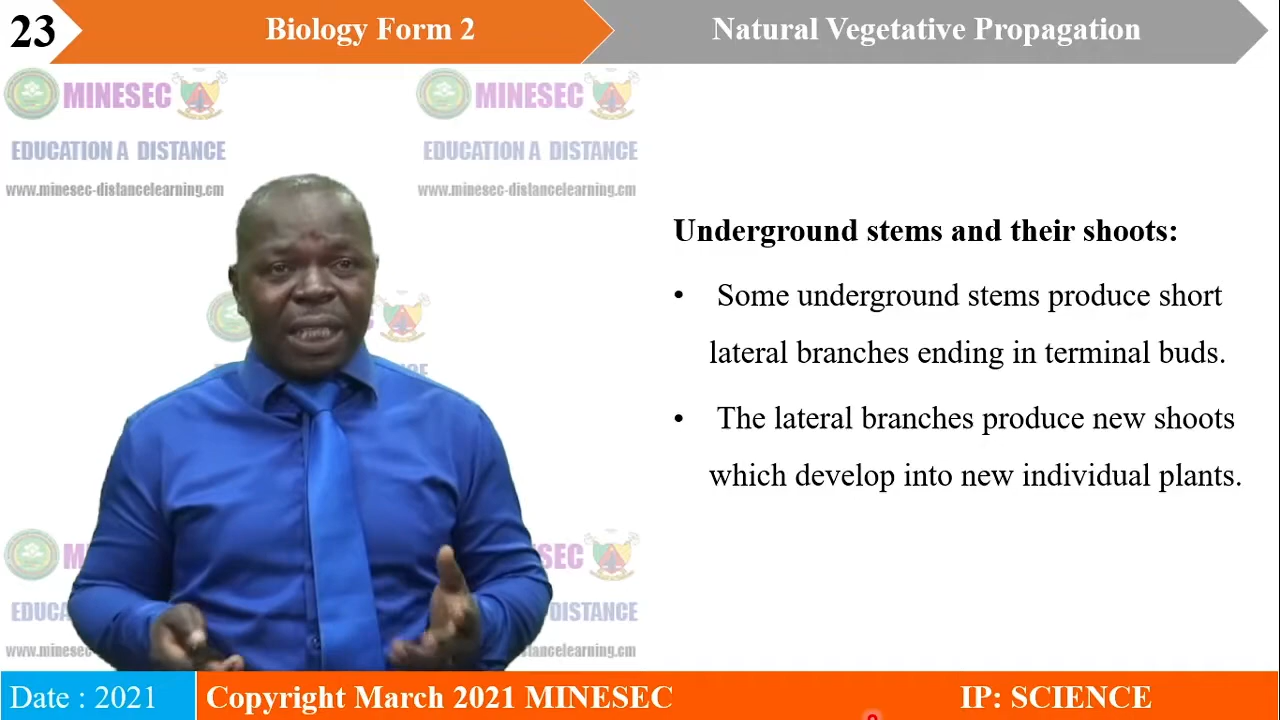 23
Biology Form 2
Natural Vegetative Propagation
MINESEC
MINESEC
EDUCATION A DISTANCE
EDUCATION A DISTANCE
www.minesec-distancelearning.cm
www.minesec-distancelearning.cm
Underground stems and their shoots:
• Some underground stems produce short
lateral branches ending in terminal buds.
• The lateral branches produce new shoots
which develop into new individual plants.
DISTANCE
Date : 2021
Copyright March 2021 MINESEC
IP: SCIENCE